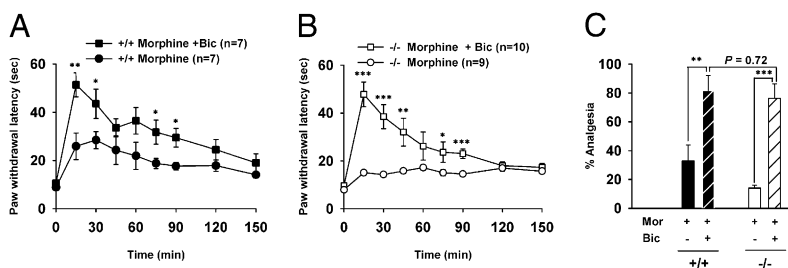 A
+/+ Morphine +Bic (n=7)
+/+ Morphine (n=7)
Paw withdrawal latency (sec)
60
40
20
0
** * * *
0 30 60 90 120 150
Time (min)
B
-/- Morphine + Bic (n=10)
-/- Morphine (n=9)
Paw withdrawal latency (sec)
60
40
20
0
*** *** ** * ***
0 30 60 90 120 150
Time (min)
C
% Analgesia
100
80
60
40
20
0
** P = 0.72 ***
Mor + + + +
Bic - + - +
+/+ -/-